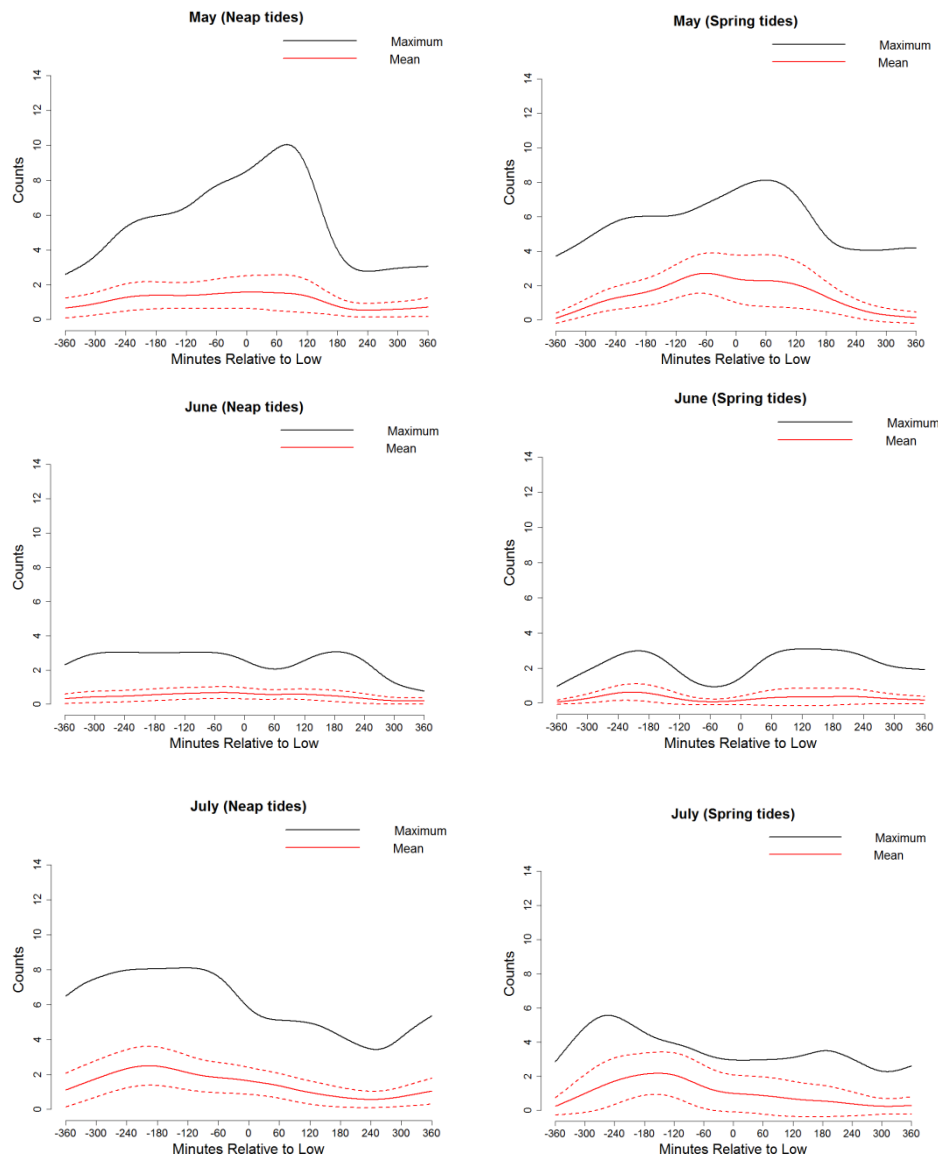 May (Neap tides)
Maximum
Mean
Counts
0 2 4 6 8 10 12 14
-360 -300 -240 -180 -120 -60 0 60 120 180 240 300 360
Minutes Relative to Low
May (Spring tides)
Maximum
Mean
Counts
0 2 4 6 8 10 12 14
-360 -300 -240 -180 -120 -60 0 60 120 180 240 300 360
Minutes Relative to Low
June (Neap tides)
Maximum
Mean
Counts
0 2 4 6 8 10 12 14
-360 -300 -240 -180 -120 -60 0 60 120 180 240 300 360
Minutes Relative to Low
June (Spring tides)
Maximum
Mean
Counts
0 2 4 6 8 10 12 14
-360 -300 -240 -180 -120 -60 0 60 120 180 240 300 360
Minutes Relative to Low
July (Neap tides)
Maximum
Mean
Counts
0 2 4 6 8 10 12 14
-360 -300 -240 -180 -120 -60 0 60 120 180 240 300 360
Minutes Relative to Low
July (Spring tides)
Maximum
Mean
Counts
0 2 4 6 8 10 12 14
-360 -300 -240 -180 -120 -60 0 60 120 180 240 300 360
Minutes Relative to Low